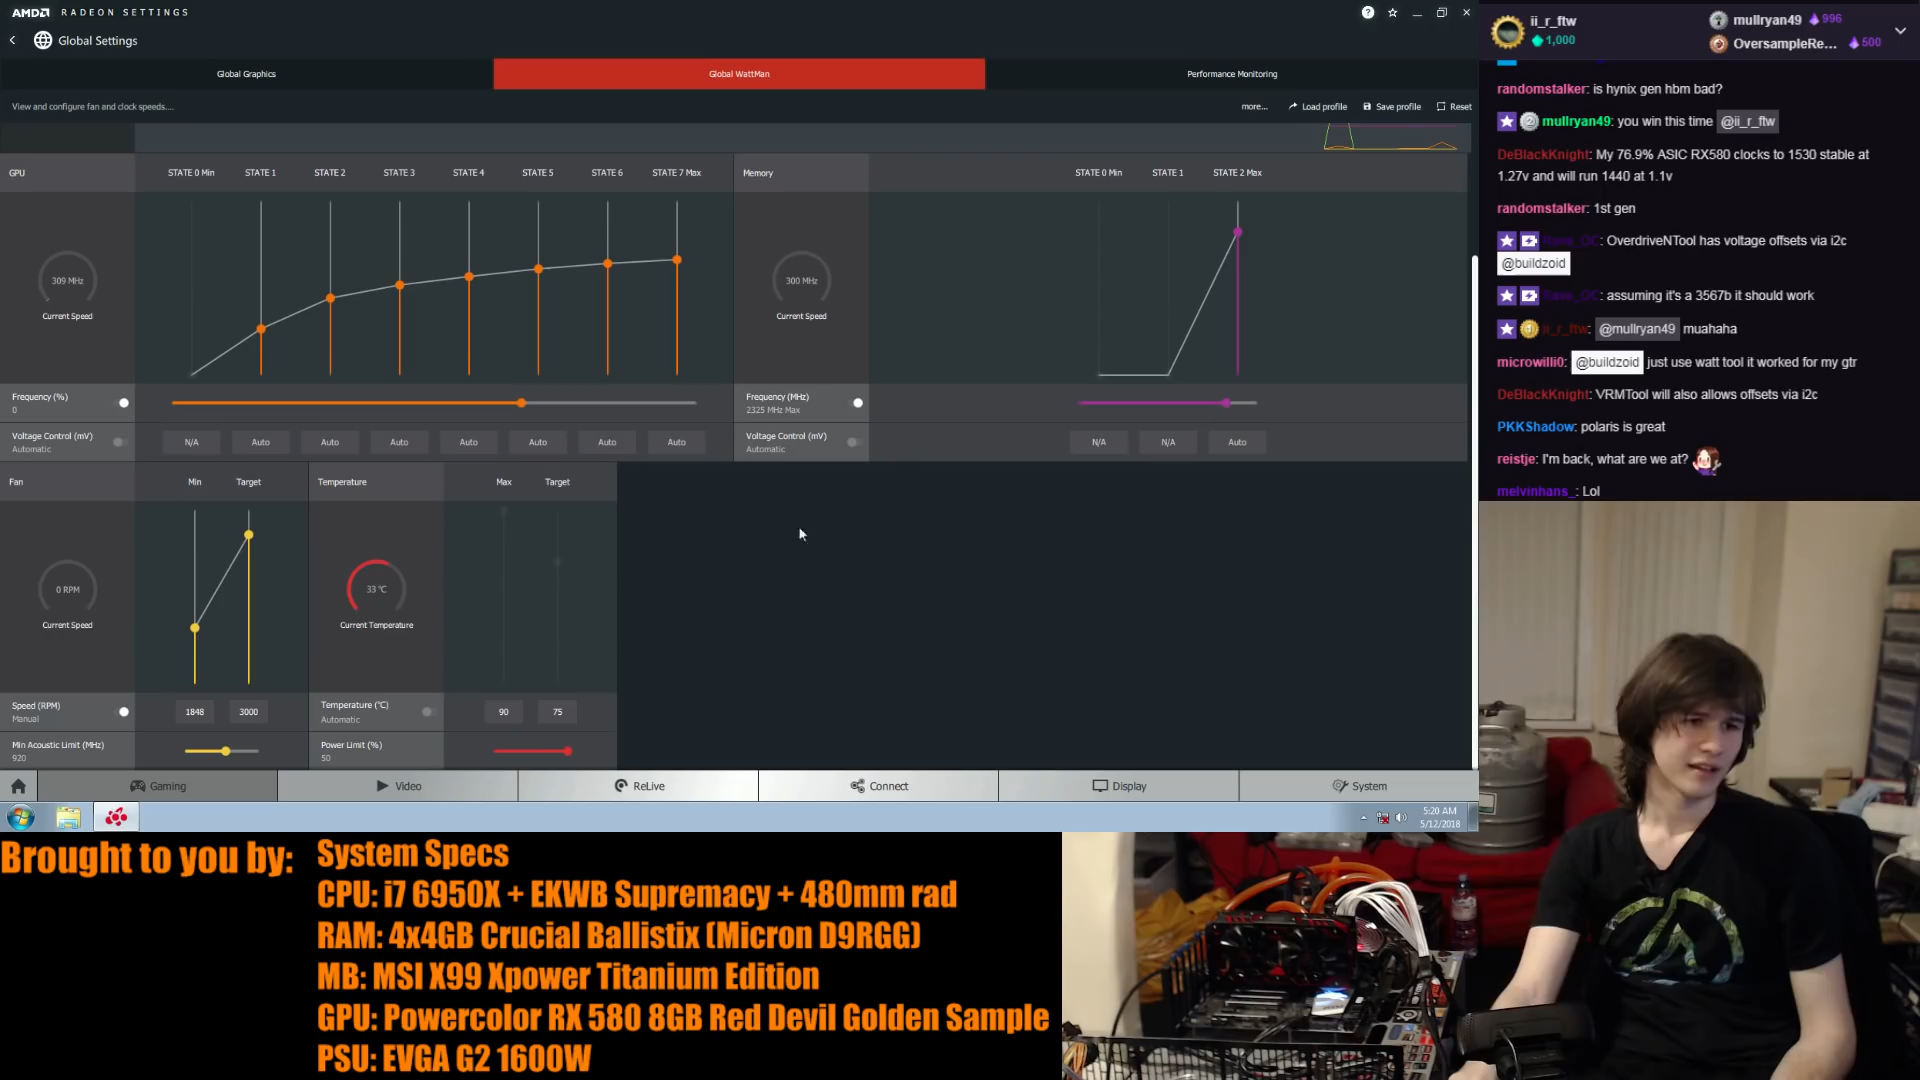 AMD RADEON SETTINGS
Global Settings
Global Graphics
Global WattMan
Performance Monitoring
View and configure fan and clock speeds....
more...
Load profile
Save profile
Reset
GPU
STATE 0 Min
STATE 1
STATE 2
STATE 3
STATE 4
STATE 5
STATE 6
STATE 7 Max
Memory
STATE 0 Min
STATE 1
STATE 2 Max
309 MHz
Current Speed
300 MHz
Current Speed
Frequency (%)
0
Frequency (MHz)
2325 MHz Max
Voltage Control (mV)
Automatic
N/A
Auto
Auto
Auto
Auto
Auto
Auto
Auto
Voltage Control (mV)
Automatic
N/A
N/A
Auto
Fan
Min
Target
Temperature
Max
Target
0 RPM
Current Speed
33 °C
Current Temperature
Speed (RPM)
Manual
1848
3000
Temperature (°C)
Automatic
90
75
Min Acoustic Limit (MHz)
920
Power Limit (%)
50
Gaming
Video
ReLive
Connect
Display
System
5:20 AM
5/12/2018
ii_r_ftw
1,000
mullryan49 996
OversampleRe... 500
randomstalker: is hynix gen hbm bad?
mullryan49: you win this time @ii_r_ftw
DeBlackKnight: My 76.9% ASIC RX580 clocks to 1530 stable at
1.27v and will run 1440 at 1.1v
randomstalker: 1st gen
: OverdriveNTool has voltage offsets via i2c
@buildzoid
: assuming it's a 3567b it should work
ii_r_ftw: @mullryan49 muahaha
microwilli0: @buildzoid just use watt tool it worked for my gtr
DeBlackKnight: VRMTool will also allows offsets via i2c
PKKShadow: polaris is great
reistje: I'm back, what are we at?
melvinhans_: Lol
Brought to you by:
System Specs
CPU: i7 6950X + EKWB Supremacy + 480mm rad
RAM: 4x4GB Crucial Ballistix (Micron D9RGG)
MB: MSI X99 Xpower Titanium Edition
GPU: Powercolor RX 580 8GB Red Devil Golden Sample
PSU: EVGA G2 1600W